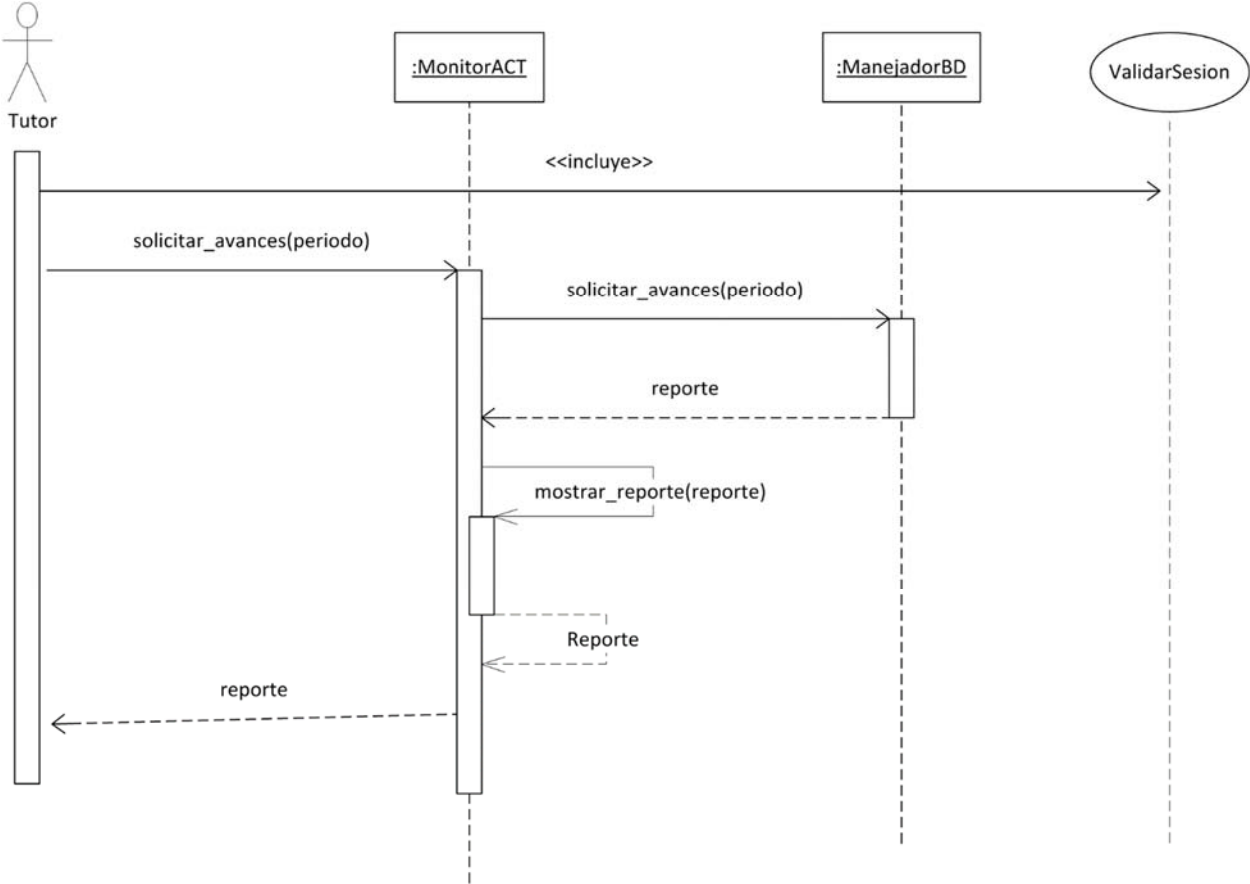 :MonitorACT
:ManejadorBD
ValidarSesion
Tutor
<<incluye>>
solicitar_avances(periodo)
solicitar_avances(periodo)
reporte
mostrar_reporte(reporte)
Reporte
reporte